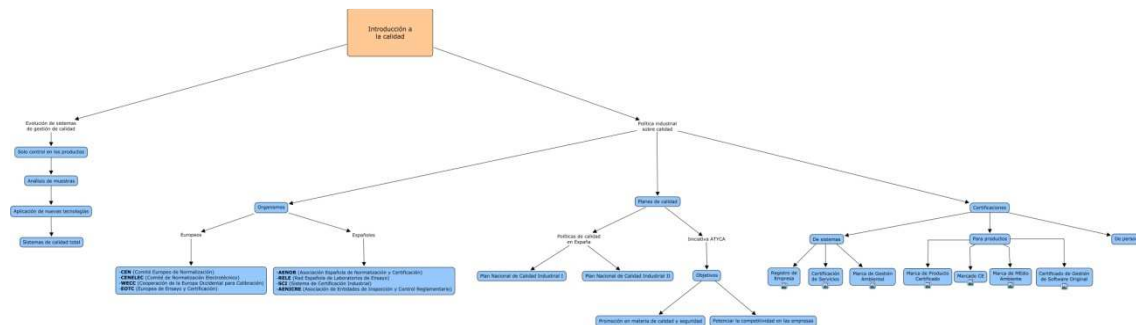 Introducción a
la calidad
Evolución de sistemas
de gestión de calidad
Solo control en los productos
Análisis de muestras
Aplicación de nuevas tecnologías
Sistemas de calidad total
Política industrial
sobre calidad
Organismos
Europeos
-CEN (Comité Europeo de Normalización)
-CENELEC (Comité de Normalización Electrotécnico)
-WECC (Cooperación de la Europa Occidental para Calibración)
-EOTC (Europeo de Ensayo y Certificación)
Españoles
-AENOR (Asociación Española de Normalización y Certificación)
-RELE (Red Española de Laboratorios de Ensayo)
-SCI (Sistema de Certificación Industrial)
(Asociación de Entidades de Inspección y Control Reglamentario)
Planes de calidad
Políticas de calidad
en España
Plan Nacional de Calidad Industrial I
Plan Nacional de Calidad Industrial II
Iniciativa ATYCA
Objetivos
Promoción en materia de calidad y seguridad
Potenciar la competitividad en las empresas
Certificaciones
De sistemas
Registro de
Empresa
Certificación
de Servicios
Marca de Gestión
Ambiental
Para productos
Marca de Producto
Certificado
Marcado CE
Marca de Medio
Ambiente
Certificado de Gestión
de Software Original
De person